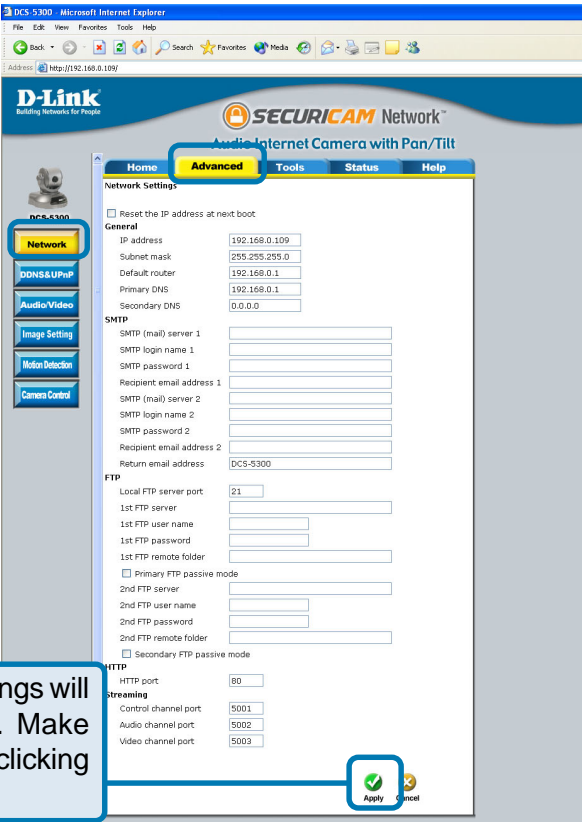 DCS-5300 - Microsoft Internet Explorer
File Edit View Favorites Tools Help
Back Search Favorites Media
Address http://192.168.0.109/
D-Link
Building Networks for People
SECURICAM Network™
Audio Internet Camera with Pan/Tilt
Home Advanced Tools Status Help
DCS-5300
Network
DDNS&UPnP
Audio/Video
Image Setting
Motion Detection
Camera Control
Network Settings
Reset the IP address at next boot
General
IP address 192.168.0.109
Subnet mask 255.255.255.0
Default router 192.168.0.1
Primary DNS 192.168.0.1
Secondary DNS 0.0.0.0
SMTP
SMTP (mail) server 1
SMTP login name 1
SMTP password 1
Recipient email address 1
SMTP (mail) server 2
SMTP login name 2
SMTP password 2
Recipient email address 2
Return email address DCS-5300
FTP
Local FTP server port 21
1st FTP server
1st FTP user name
1st FTP password
1st FTP remote folder
Primary FTP passive mode
2nd FTP server
2nd FTP user name
2nd FTP password
2nd FTP remote folder
Secondary FTP passive mode
HTTP
HTTP port 80
Streaming
Control channel port 5001
Audio channel port 5002
Video channel port 5003
ngs will
. Make
clicking
Apply Cancel